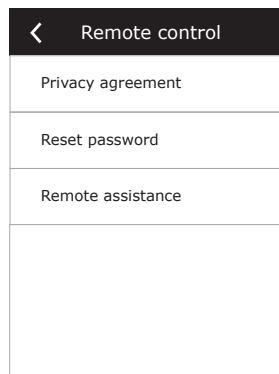 Remote control
Privacy agreement
Reset password
Remote assistance